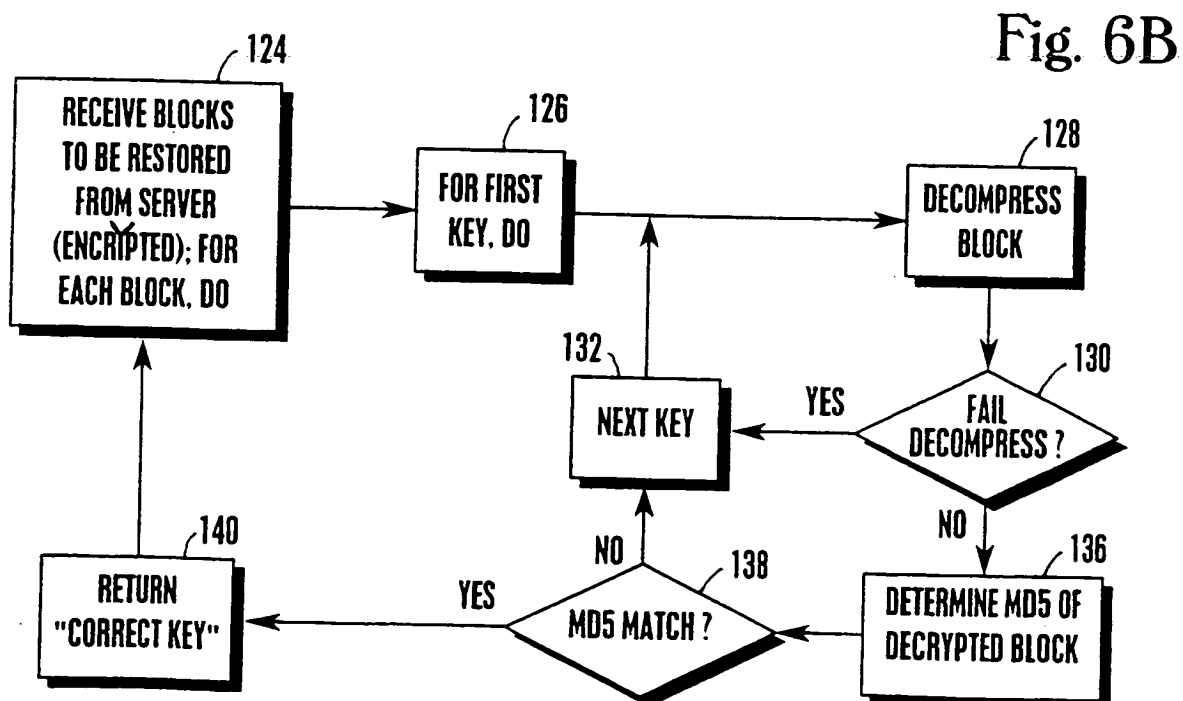 Fig. 6B
124
RECEIVE BLOCKS
TO BE RESTORED
FROM SERVER
(ENCRIPTED); FOR
EACH BLOCK, DO
126
FOR FIRST
KEY, DO
128
DECOMPRESS
BLOCK
130
FAIL
DECOMPRESS ?
YES
NO
132
NEXT KEY
136
DETERMINE MD5 OF
DECRYPTED BLOCK
138
MD5 MATCH ?
NO
YES
140
RETURN
"CORRECT KEY"